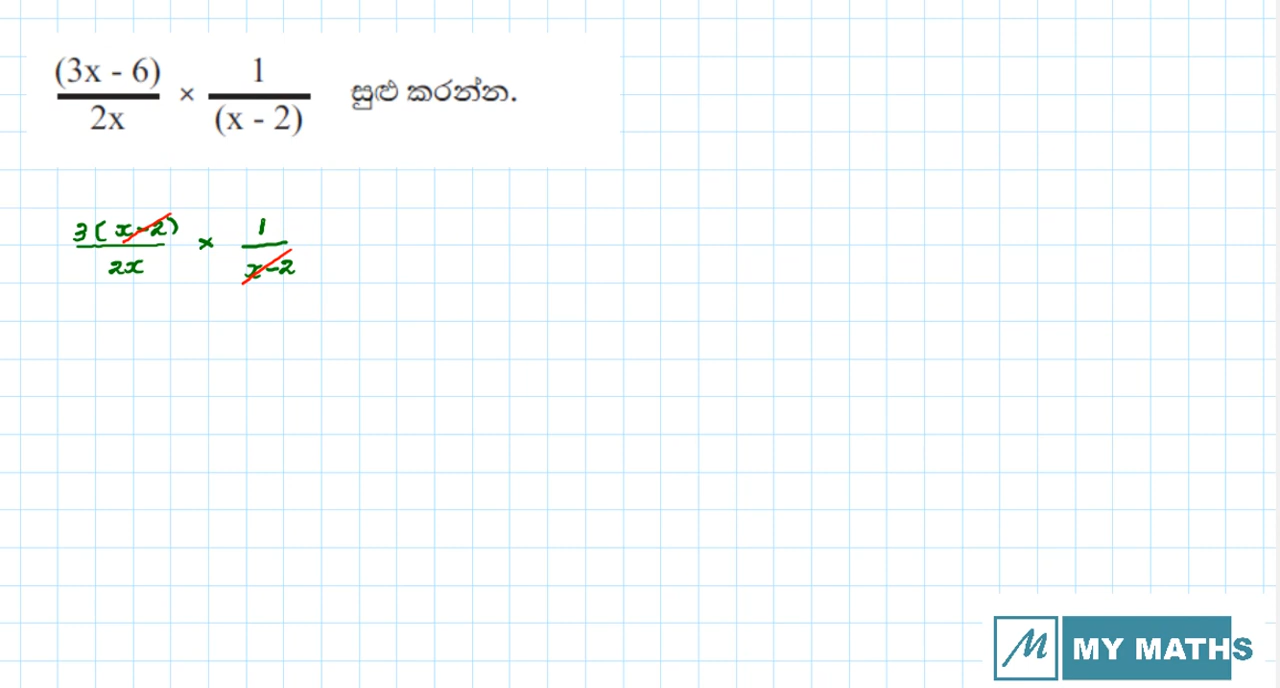 (3x - 6) / 2x × 1 / (x - 2) සුළු කරන්න.
3(x-2) / 2x × 1 / x-2
MY MATHS